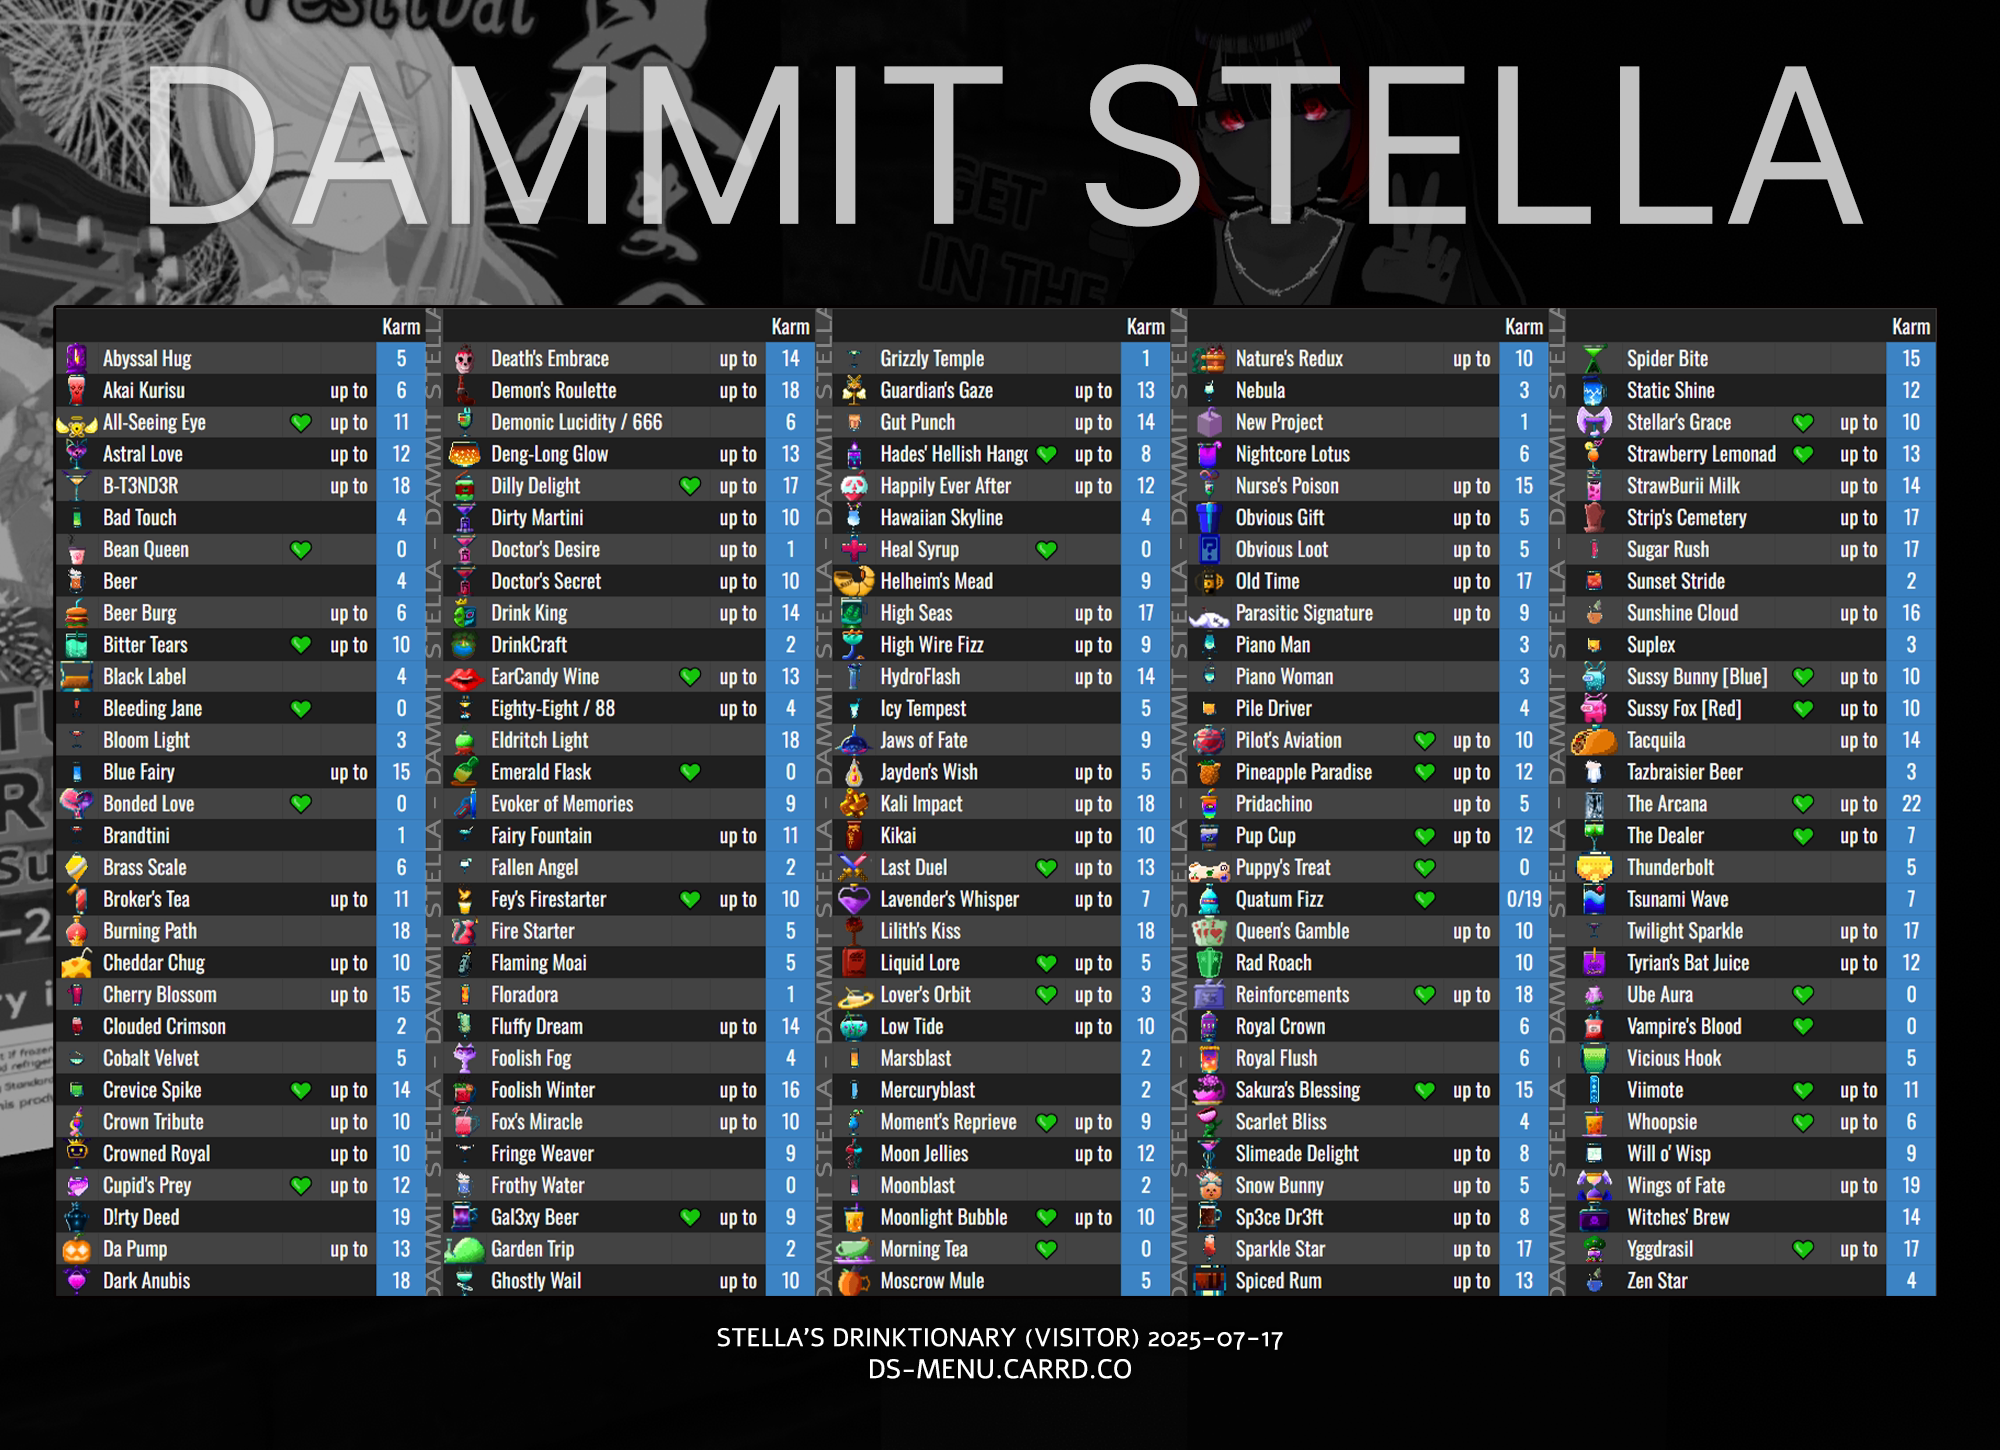 Festival
DAMMIT STELLA
GET
IN THE
Karm
Abyssal Hug 5
Akai Kurisu up to 6
All-Seeing Eye up to 11
Astral Love up to 12
B-T3ND3R up to 18
Bad Touch 4
Bean Queen 0
Beer 4
Beer Burg up to 6
Bitter Tears up to 10
Black Label 4
Bleeding Jane 0
Bloom Light 3
Blue Fairy up to 15
Bonded Love 0
Brandtini 1
Brass Scale 6
Broker's Tea up to 11
Burning Path 18
Cheddar Chug up to 10
Cherry Blossom up to 15
Clouded Crimson 2
Cobalt Velvet 5
Crevice Spike up to 14
Crown Tribute up to 10
Crowned Royal up to 10
Cupid's Prey up to 12
D!rty Deed 19
Da Pump up to 13
Dark Anubis 18
DAMMIT STELLA - DAMMIT STELLA - DAMMIT STELLA
Karm
Death's Embrace up to 14
Demon's Roulette up to 18
Demonic Lucidity / 666 6
Deng-Long Glow up to 13
Dilly Delight up to 17
Dirty Martini up to 10
Doctor's Desire up to 1
Doctor's Secret up to 10
Drink King up to 14
DrinkCraft 2
EarCandy Wine up to 13
Eighty-Eight / 88 up to 4
Eldritch Light 18
Emerald Flask 0
Evoker of Memories 9
Fairy Fountain up to 11
Fallen Angel 2
Fey's Firestarter up to 10
Fire Starter 5
Flaming Moai 5
Floradora 1
Fluffy Dream up to 14
Foolish Fog 4
Foolish Winter up to 16
Fox's Miracle up to 10
Fringe Weaver 9
Frothy Water 0
Gal3xy Beer up to 9
Garden Trip 2
Ghostly Wail up to 10
DAMMIT STELLA - DAMMIT STELLA - DAMMIT STELLA
Karm
Grizzly Temple 1
Guardian's Gaze up to 13
Gut Punch up to 14
Hades' Hellish Hango up to 8
Happily Ever After up to 12
Hawaiian Skyline 4
Heal Syrup 0
Helheim's Mead 9
High Seas up to 17
High Wire Fizz up to 9
HydroFlash up to 14
Icy Tempest 5
Jaws of Fate 9
Jayden's Wish up to 5
Kali Impact up to 18
Kikai up to 10
Last Duel up to 13
Lavender's Whisper up to 7
Lilith's Kiss 18
Liquid Lore up to 5
Lover's Orbit up to 3
Low Tide up to 10
Marsblast 2
Mercuryblast 2
Moment's Reprieve up to 9
Moon Jellies up to 12
Moonblast 2
Moonlight Bubble up to 10
Morning Tea 0
Moscrow Mule 5
DAMMIT STELLA - DAMMIT STELLA - DAMMIT STELLA
Karm
Nature's Redux up to 10
Nebula 3
New Project 1
Nightcore Lotus 6
Nurse's Poison up to 15
Obvious Gift up to 5
Obvious Loot up to 5
Old Time up to 17
Parasitic Signature up to 9
Piano Man 3
Piano Woman 3
Pile Driver 4
Pilot's Aviation up to 10
Pineapple Paradise up to 12
Pridachino up to 5
Pup Cup up to 12
Puppy's Treat 0
Quatum Fizz 0/19
Queen's Gamble up to 10
Rad Roach 10
Reinforcements up to 18
Royal Crown 6
Royal Flush 6
Sakura's Blessing up to 15
Scarlet Bliss 4
Slimeade Delight up to 8
Snow Bunny up to 5
Sp3ce Dr3ft up to 8
Sparkle Star up to 17
Spiced Rum up to 13
DAMMIT STELLA - DAMMIT STELLA - DAMMIT STELLA
Karm
Spider Bite 15
Static Shine 12
Stellar's Grace up to 10
Strawberry Lemonad up to 13
StrawBurii Milk up to 14
Strip's Cemetery up to 17
Sugar Rush up to 17
Sunset Stride 2
Sunshine Cloud up to 16
Suplex 3
Sussy Bunny [Blue] up to 10
Sussy Fox [Red] up to 10
Tacquila up to 14
Tazbraisier Beer 3
The Arcana up to 22
The Dealer up to 7
Thunderbolt 5
Tsunami Wave 7
Twilight Sparkle up to 17
Tyrian's Bat Juice up to 12
Ube Aura 0
Vampire's Blood 0
Vicious Hook 5
Viimote up to 11
Whoopsie up to 6
Will o' Wisp 9
Wings of Fate up to 19
Witches' Brew 14
Yggdrasil up to 17
Zen Star 4
STELLA'S DRINKTIONARY (VISITOR) 2025-07-17
DS-MENU.CARRD.CO